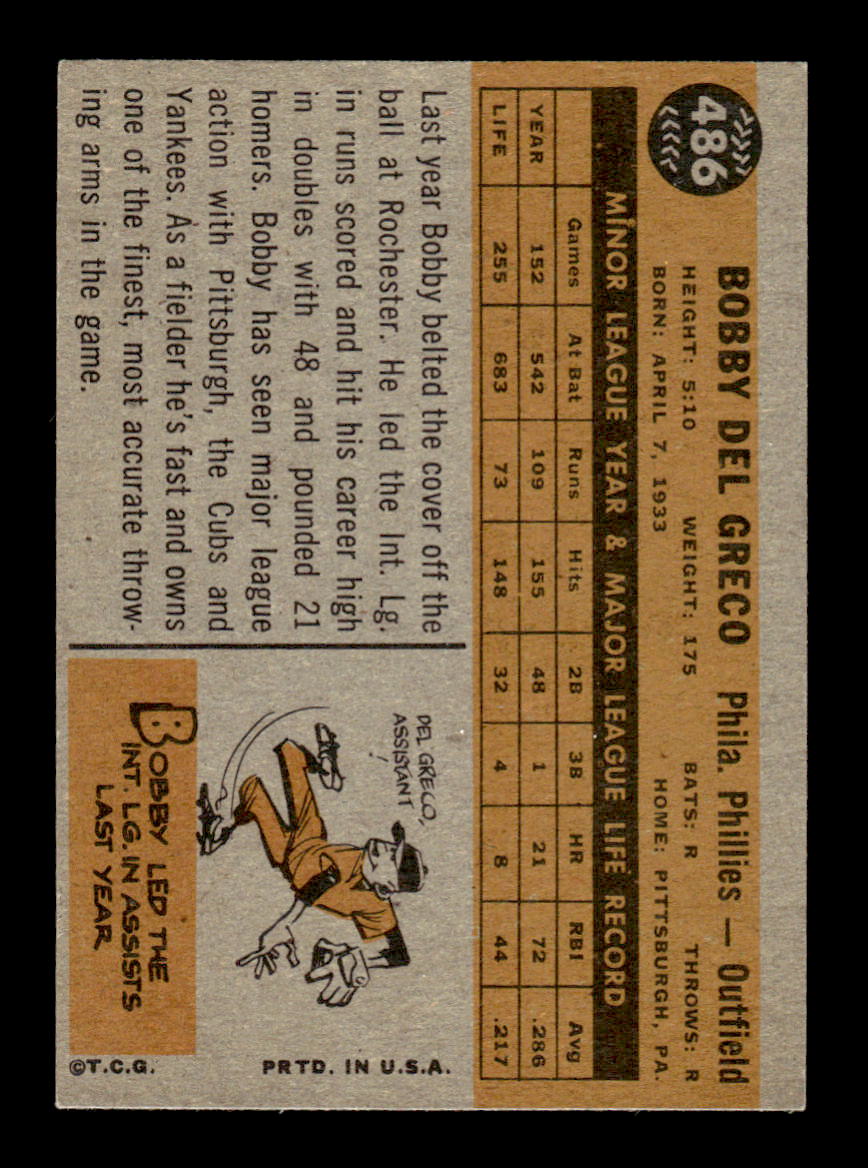 486
BOBBY DEL GRECO Phila. Phillies — Outfield
HEIGHT: 5:10 WEIGHT: 175 BATS: R THROWS: R
BORN: APRIL 7, 1933 HOME: PITTSBURGH, PA.
MINOR LEAGUE YEAR & MAJOR LEAGUE LIFE RECORD
Games At Bat Runs Hits 2B 3B HR RBI Avg
YEAR 152 542 109 155 48 1 21 72 .286
LIFE 255 683 73 148 32 4 8 44 .217
Last year Bobby belted the cover off the
ball at Rochester. He led the Int. Lg.
in runs scored and hit his career high
in doubles with 48 and pounded 21
homers. Bobby has seen major league
action with Pittsburgh, the Cubs and
Yankees. As a fielder he's fast and owns
one of the finest, most accurate throw-
ing arms in the game.
DEL GRECO,
ASSISTANT!
BOBBY LED THE
INT. LG. IN ASSISTS
LAST YEAR
©T.C.G. PRTD. IN U.S.A.